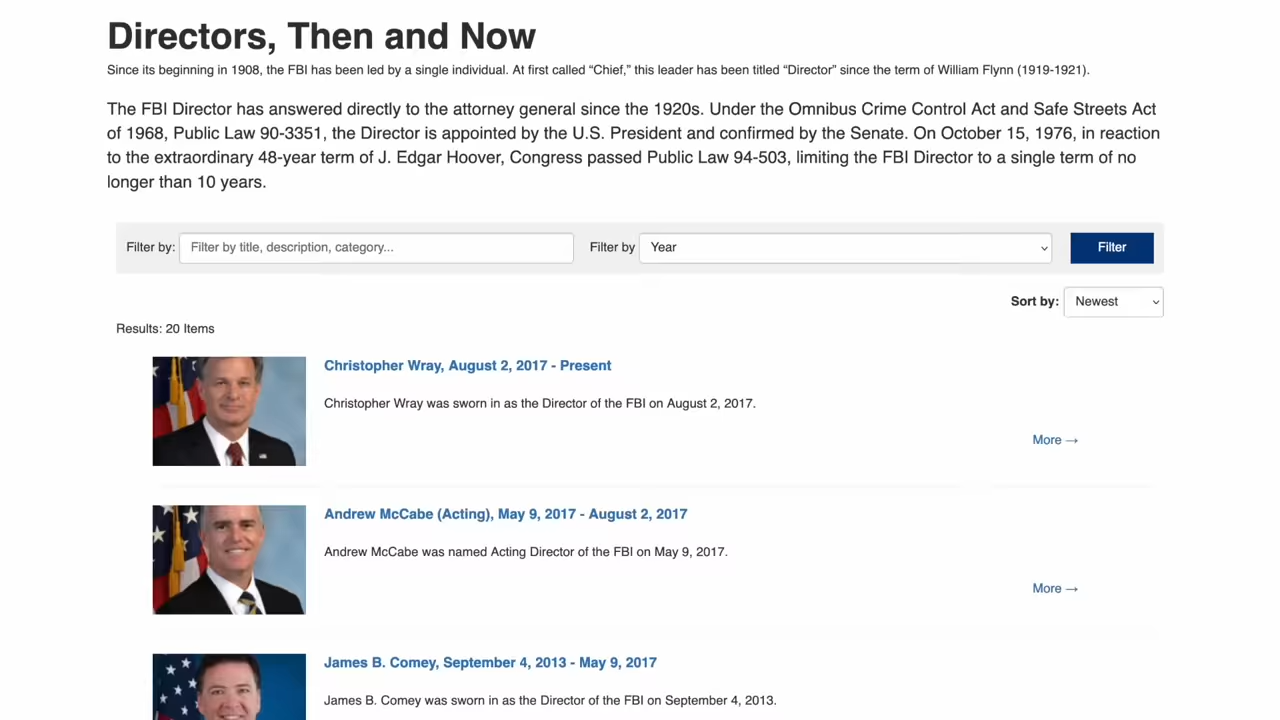 Directors, Then and Now
Since its beginning in 1908, the FBI has been led by a single individual. At first called “Chief,” this leader has been titled “Director” since the term of William Flynn (1919-1921).
The FBI Director has answered directly to the attorney general since the 1920s. Under the Omnibus Crime Control Act and Safe Streets Act
of 1968, Public Law 90-3351, the Director is appointed by the U.S. President and confirmed by the Senate. On October 15, 1976, in reaction
to the extraordinary 48-year term of J. Edgar Hoover, Congress passed Public Law 94-503, limiting the FBI Director to a single term of no
longer than 10 years.
Filter by: Filter by title, description, category... Filter by Year Filter
Sort by: Newest
Results: 20 Items
Christopher Wray, August 2, 2017 - Present
Christopher Wray was sworn in as the Director of the FBI on August 2, 2017.
More →
Andrew McCabe (Acting), May 9, 2017 - August 2, 2017
Andrew McCabe was named Acting Director of the FBI on May 9, 2017.
More →
James B. Comey, September 4, 2013 - May 9, 2017
James B. Comey was sworn in as the Director of the FBI on September 4, 2013.